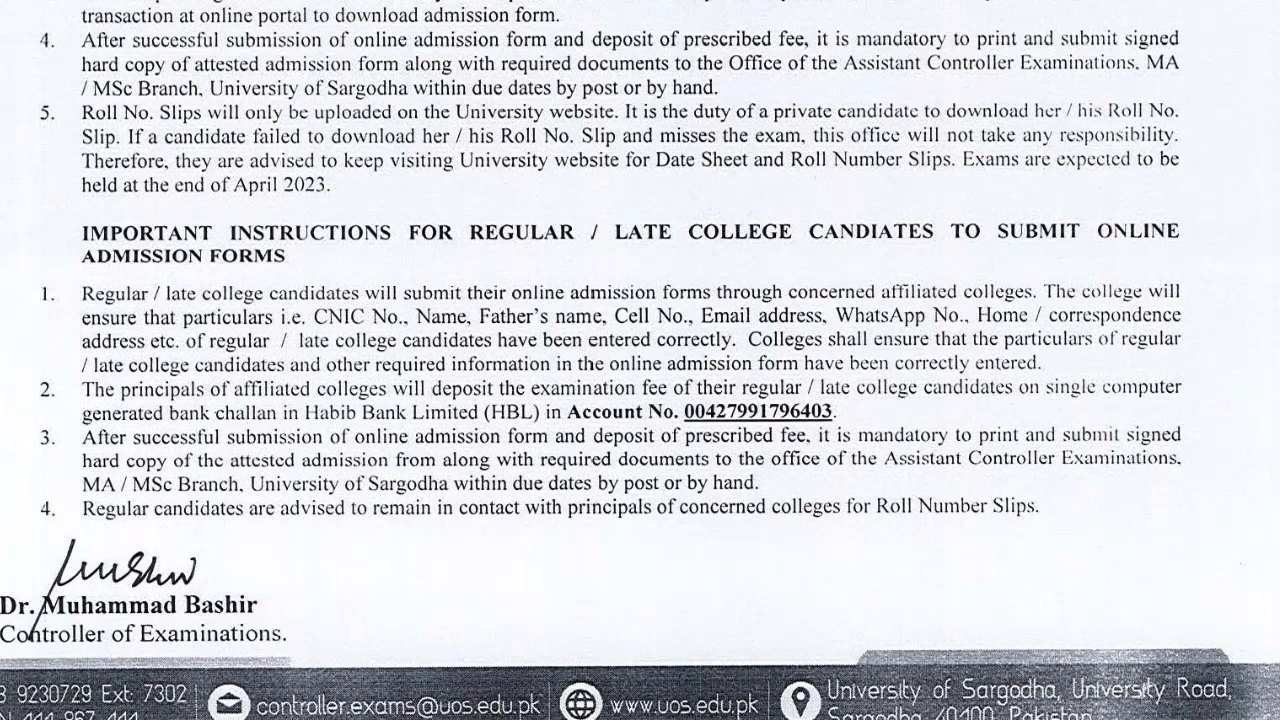 transaction at online portal to download admission form.
4. After successful submission of online admission form and deposit of prescribed fee, it is mandatory to print and submit signed
hard copy of attested admission form along with required documents to the Office of the Assistant Controller Examinations, MA
/ MSc Branch, University of Sargodha within due dates by post or by hand.
5. Roll No. Slips will only be uploaded on the University website. It is the duty of a private candidate to download her / his Roll No.
Slip. If a candidate failed to download her / his Roll No. Slip and misses the exam, this office will not take any responsibility.
Therefore, they are advised to keep visiting University website for Date Sheet and Roll Number Slips. Exams are expected to be
held at the end of April 2023.
IMPORTANT INSTRUCTIONS FOR REGULAR / LATE COLLEGE CANDIATES TO SUBMIT ONLINE
ADMISSION FORMS
1. Regular / late college candidates will submit their online admission forms through concerned affiliated colleges. The college will
ensure that particulars i.e. CNIC No., Name, Father's name, Cell No., Email address, WhatsApp No., Home / correspondence
address etc. of regular / late college candidates have been entered correctly. Colleges shall ensure that the particulars of regular
/ late college candidates and other required information in the online admission form have been correctly entered.
2. The principals of affiliated colleges will deposit the examination fee of their regular / late college candidates on single computer
generated bank challan in Habib Bank Limited (HBL) in Account No. 00427991796403.
3. After successful submission of online admission form and deposit of prescribed fee, it is mandatory to print and submit signed
hard copy of the attested admission from along with required documents to the office of the Assistant Controller Examinations,
MA / MSc Branch, University of Sargodha within due dates by post or by hand.
4. Regular candidates are advised to remain in contact with principals of concerned colleges for Roll Number Slips.
Dr. Muhammad Bashir
Controller of Examinations.
9230729 Ext: 7302
controller.exams@uos.edu.pk
www.uos.edu.pk
University of Sargodha, University Road,
Sargodha 40100, Pakistan